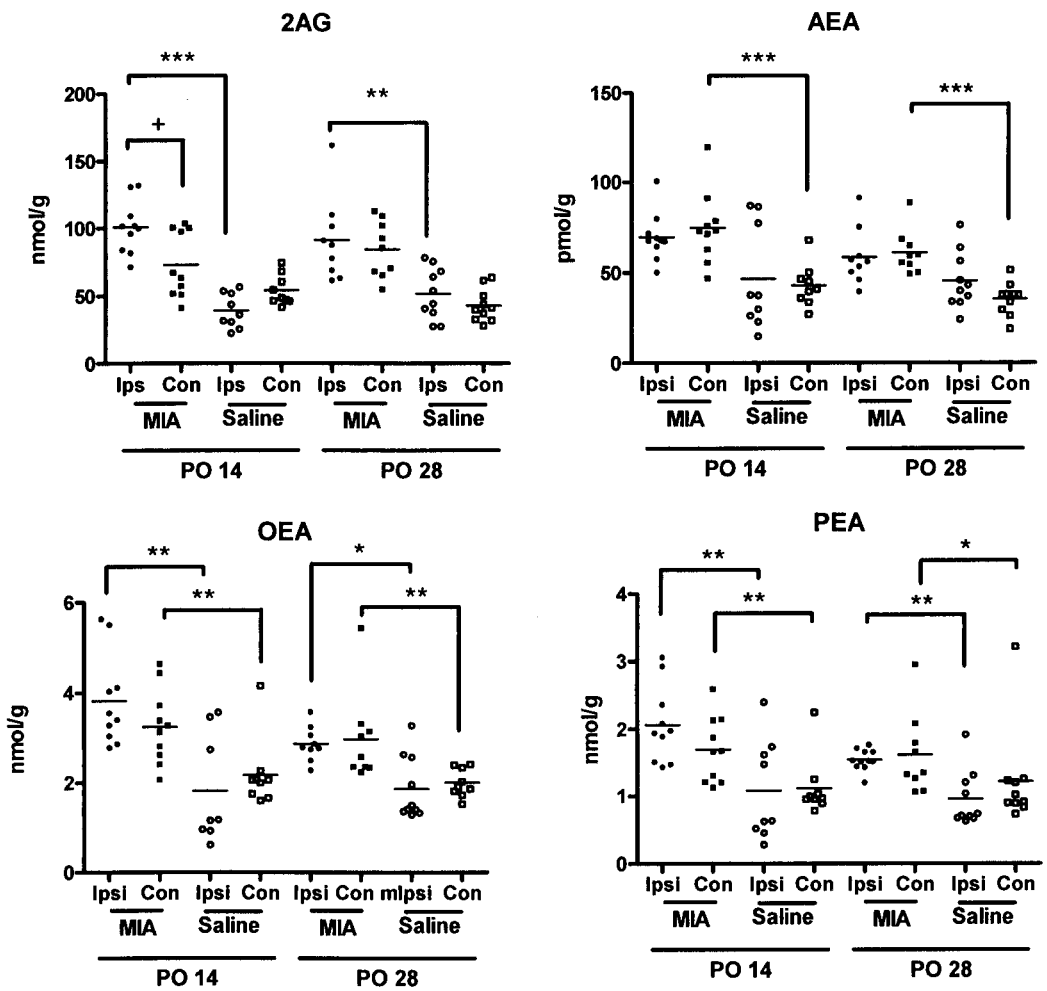 2AG
***
**
+
200
150
100
50
0
nmol/g
Ips Con Ips Con Ips Con Ips Con
MIA Saline MIA Saline
PO 14 PO 28
AEA
***
***
150
100
50
0
pmol/g
Ipsi Con Ipsi Con Ipsi Con Ipsi Con
MIA Saline MIA Saline
PO 14 PO 28
OEA
**
*
**
**
6
4
2
0
nmol/g
Ipsi Con Ipsi Con Ipsi Con mIpsi Con
MIA Saline MIA Saline
PO 14 PO 28
PEA
**
*
**
**
4
3
2
1
0
nmol/g
Ipsi Con Ipsi Con Ipsi Con Ipsi Con
MIA Saline MIA Saline
PO 14 PO 28